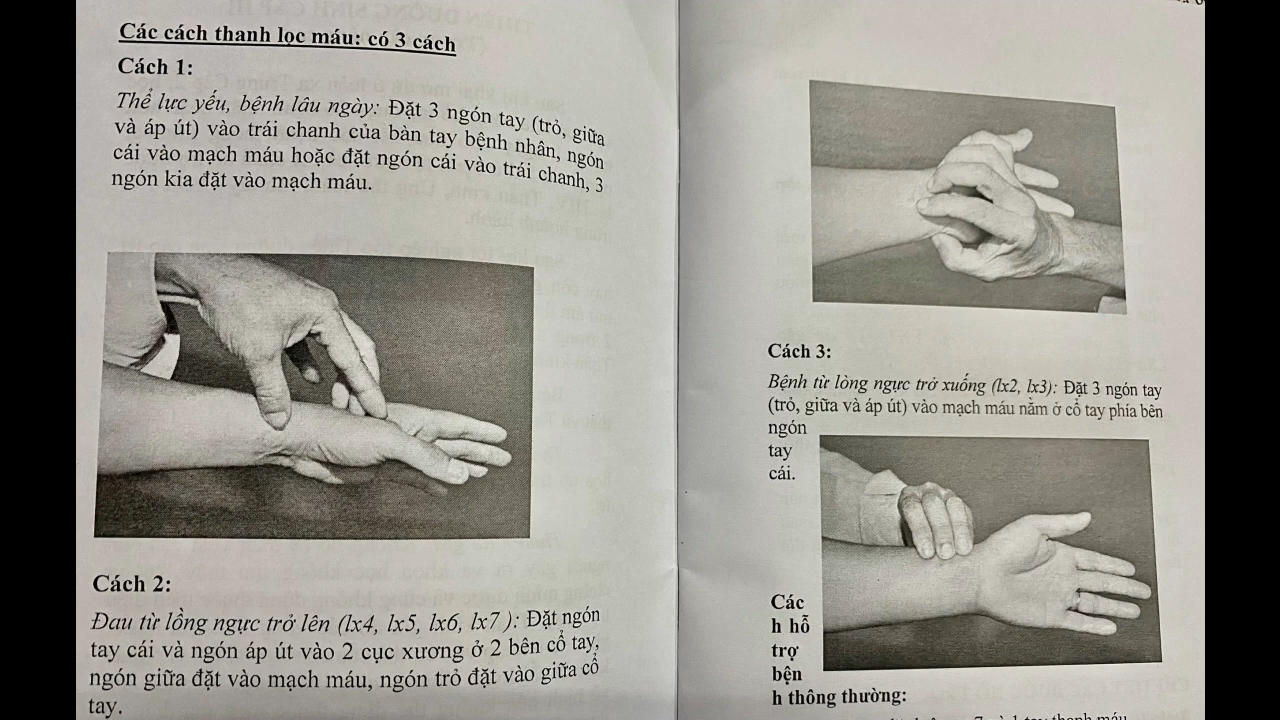 Các cách thanh lọc máu: có 3 cách
Cách 1:
Thể lực yếu, bệnh lâu ngày: Đặt 3 ngón tay (trỏ, giữa
và áp út) vào trái chanh của bàn tay bệnh nhân, ngón
cái vào mạch máu hoặc đặt ngón cái vào trái chanh, 3
ngón kia đặt vào mạch máu.
Cách 2:
Đau từ lồng ngực trở lên (lx4, lx5, lx6, lx7 ): Đặt ngón
tay cái và ngón áp út vào 2 cục xương ở 2 bên cổ tay,
ngón giữa đặt vào mạch máu, ngón trỏ đặt vào giữa cổ
tay.
Cách 3:
Bệnh từ lòng ngực trở xuống (lx2, lx3): Đặt 3 ngón tay
(trỏ, giữa và áp út) vào mạch máu nằm ở cổ tay phía bên
ngón
tay
cái.
Các
h hỗ
trợ
bện
h thông thường: